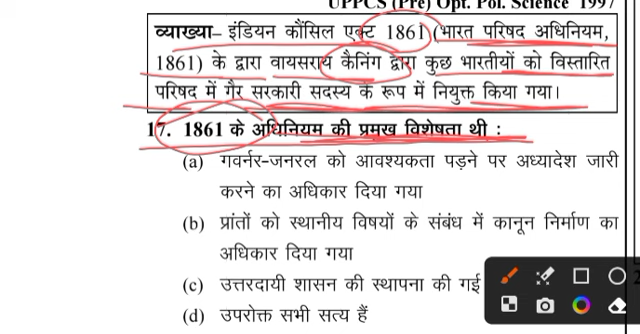 UPPCS (Pre) Opt. Pol. Science 1997
व्याख्या– इंडियन कौंसिल एक्ट 1861 (भारत परिषद अधिनियम,
1861) के द्वारा वायसराय कैनिंग द्वारा कुछ भारतीयों को विस्तारित
परिषद में गैर सरकारी सदस्य के रूप में नियुक्त किया गया।
17. 1861 के अधिनियम की प्रमुख विशेषता थी :
(a) गवर्नर-जनरल को आवश्यकता पड़ने पर अध्यादेश जारी
करने का अधिकार दिया गया
(b) प्रांतों को स्थानीय विषयों के संबंध में कानून निर्माण का
अधिकार दिया गया
(c) उत्तरदायी शासन की स्थापना की गई
(d) उपरोक्त सभी सत्य हैं